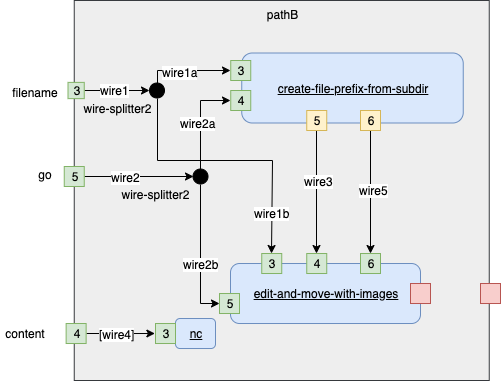 pathB
filename
3
wire1
wire-splitter2
wire1a
3
create-file-prefix-from-subdir
4
wire2a
5
6
go
5
wire2
wire-splitter2
wire3
wire5
wire1b
3
4
6
wire2b
5
edit-and-move-with-images
content
4
[wire4]
3
nc